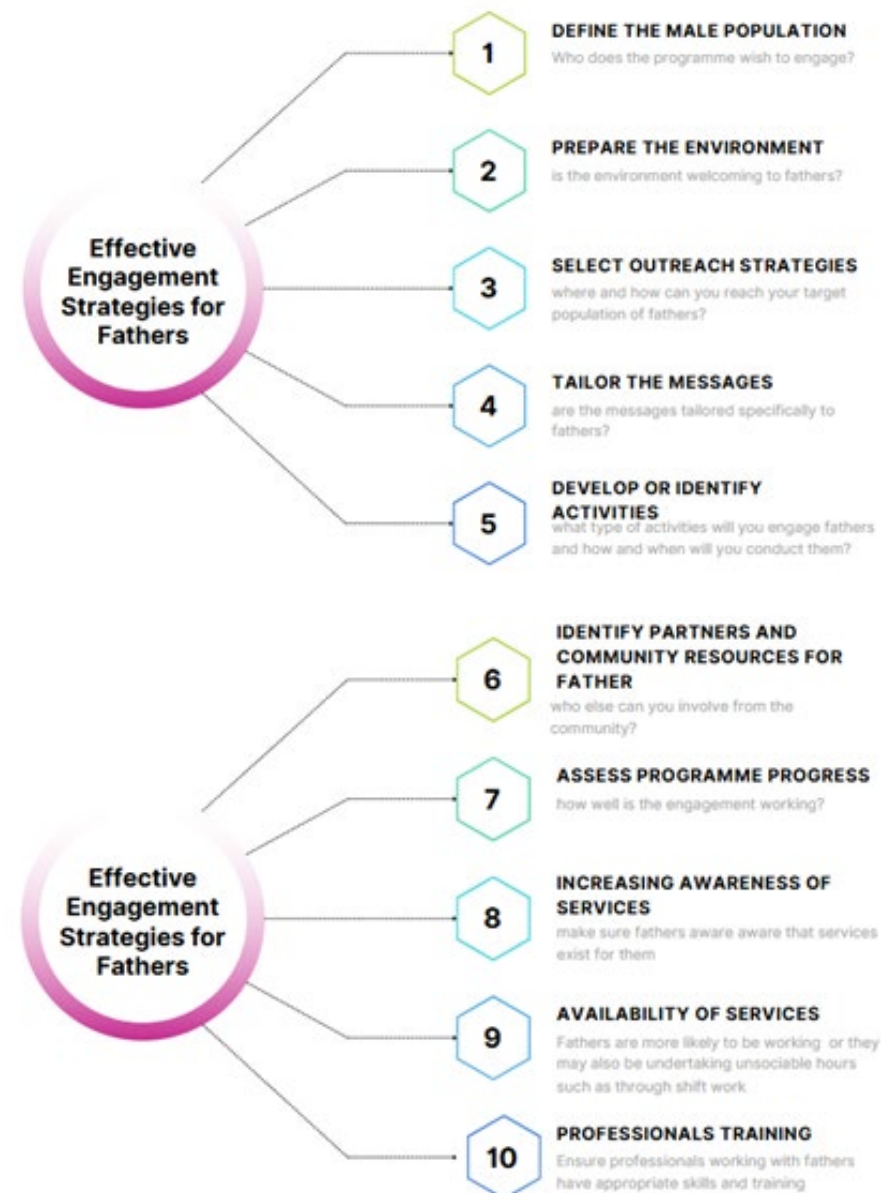 Effective
Engagement
Strategies for
Fathers
1
DEFINE THE MALE POPULATION
Who does the programme wish to engage?
2
PREPARE THE ENVIRONMENT
is the environment welcoming to fathers?
3
SELECT OUTREACH STRATEGIES
where and how can you reach your target
population of fathers?
4
TAILOR THE MESSAGES
are the messages tailored specifically to
fathers?
5
DEVELOP OR IDENTIFY
ACTIVITIES
what type of activities will you engage fathers
and how and when will you conduct them?
Effective
Engagement
Strategies for
Fathers
6
IDENTIFY PARTNERS AND
COMMUNITY RESOURCES FOR
FATHER
who else can you involve from the
community?
7
ASSESS PROGRAMME PROGRESS
how well is the engagement working?
8
INCREASING AWARENESS OF
SERVICES
make sure fathers aware aware that services
exist for them
9
AVAILABILITY OF SERVICES
Fathers are more likely to be working or they
may also be undertaking unsociable hours
such as through shift work
10
PROFESSIONALS TRAINING
Ensure professionals working with fathers
have appropriate skills and training